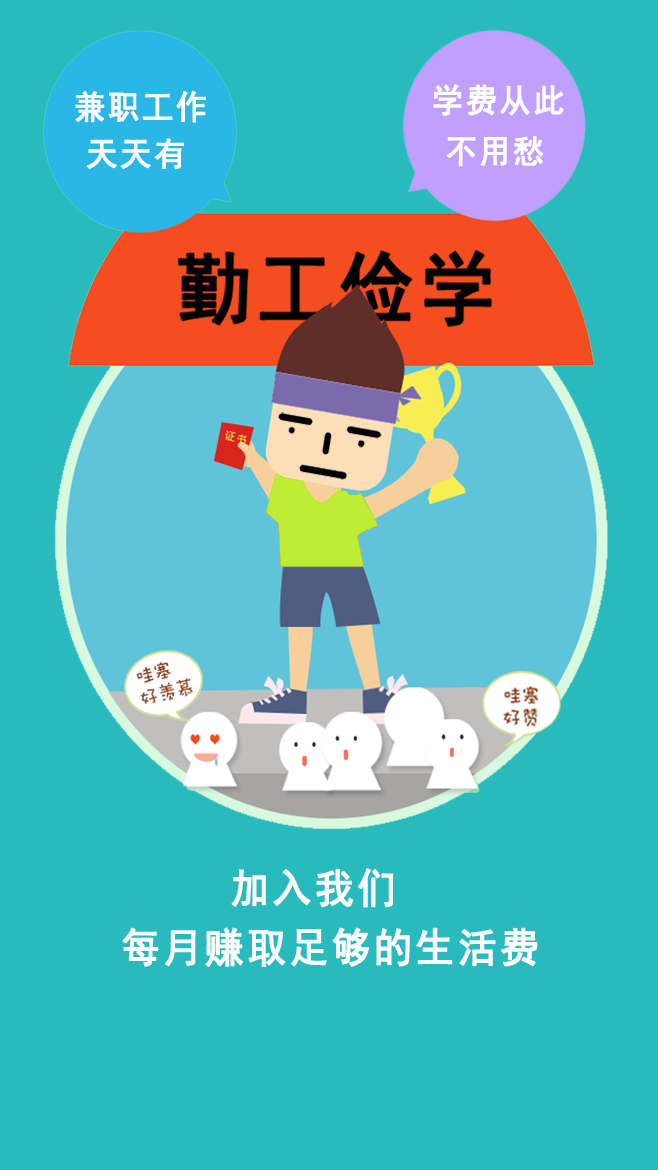 兼职工作
天天有
学费从此
不用愁
勤工俭学
证书
哇塞
好羡慕
哇塞
好赞
加入我们
每月赚取足够的生活费